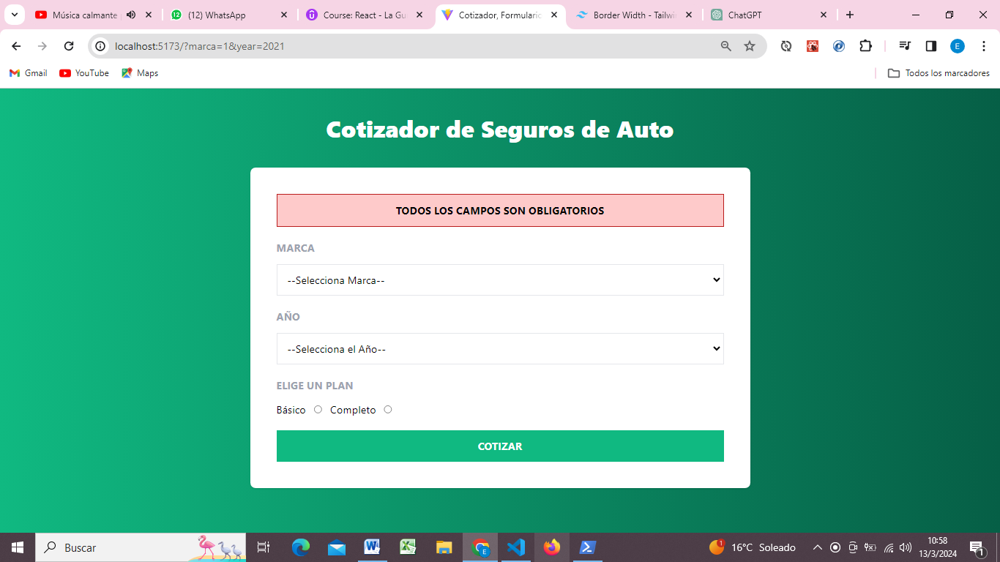 Música calmante
(12) WhatsApp
Course: React - La Gu
Cotizador, Formulario
Border Width - Tailwi
ChatGPT
localhost:5173/?marca=1&year=2021
E
Gmail
YouTube
Maps
Todos los marcadores
Cotizador de Seguros de Auto
TODOS LOS CAMPOS SON OBLIGATORIOS
MARCA
--Selecciona Marca--
AÑO
--Selecciona el Año--
ELIGE UN PLAN
Básico
Completo
COTIZAR
Buscar
16°C Soleado
10:58
13/3/2024
1